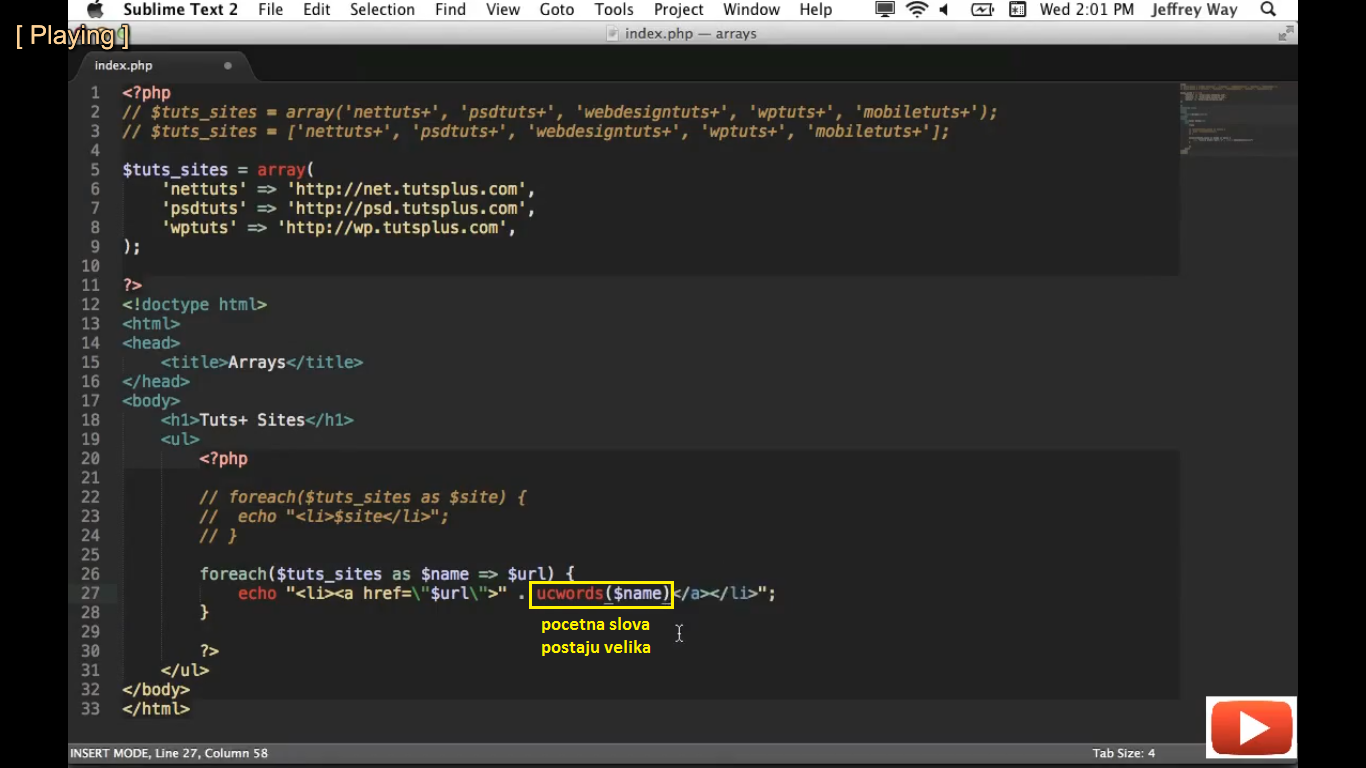 Sublime Text 2 File Edit Selection Find View Goto Tools Project Window Help Wed 2:01 PM Jeffrey Way
[ Playing ]
index.php — arrays
index.php
1 <?php
2 // $tuts_sites = array('nettuts+', 'psdtuts+', 'webdesigntuts+', 'wptuts+', 'mobiletuts+');
3 // $tuts_sites = ['nettuts+', 'psdtuts+', 'webdesigntuts+', 'wptuts+', 'mobiletuts+'];
4
5 $tuts_sites = array(
6 'nettuts' => 'http://net.tutsplus.com',
7 'psdtuts' => 'http://psd.tutsplus.com',
8 'wptuts' => 'http://wp.tutsplus.com',
9 );
10
11 ?>
12 <!doctype html>
13 <html>
14 <head>
15 <title>Arrays</title>
16 </head>
17 <body>
18 <h1>Tuts+ Sites</h1>
19 <ul>
20 <?php
21
22 // foreach($tuts_sites as $site) {
23 // echo "<li>$site</li>";
24 // }
25
26 foreach($tuts_sites as $name => $url) {
27 echo "<li><a href=\"$url\">" . ucwords($name)</a></li>";
28 }
pocetna slova
29
postaju velika
30 ?>
31 </ul>
32 </body>
33 </html>
INSERT MODE, Line 27, Column 58 Tab Size: 4